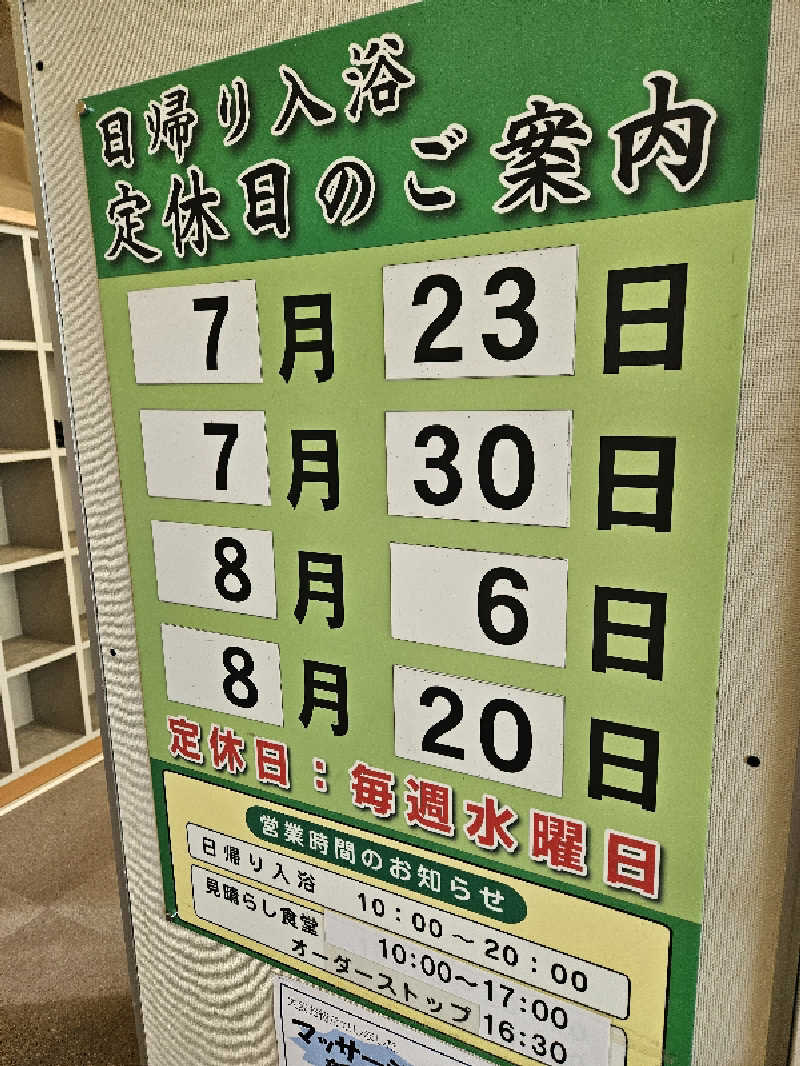 日帰り入浴
定休日のご案内
7月 23日
7月 30日
8月 6日
8月 20日
定休日：毎週水曜日
営業時間のお知らせ
日帰り入浴 10：00～20：00
見晴らし食堂 10:00～17:00
オーダーストップ 16:30
マッサー